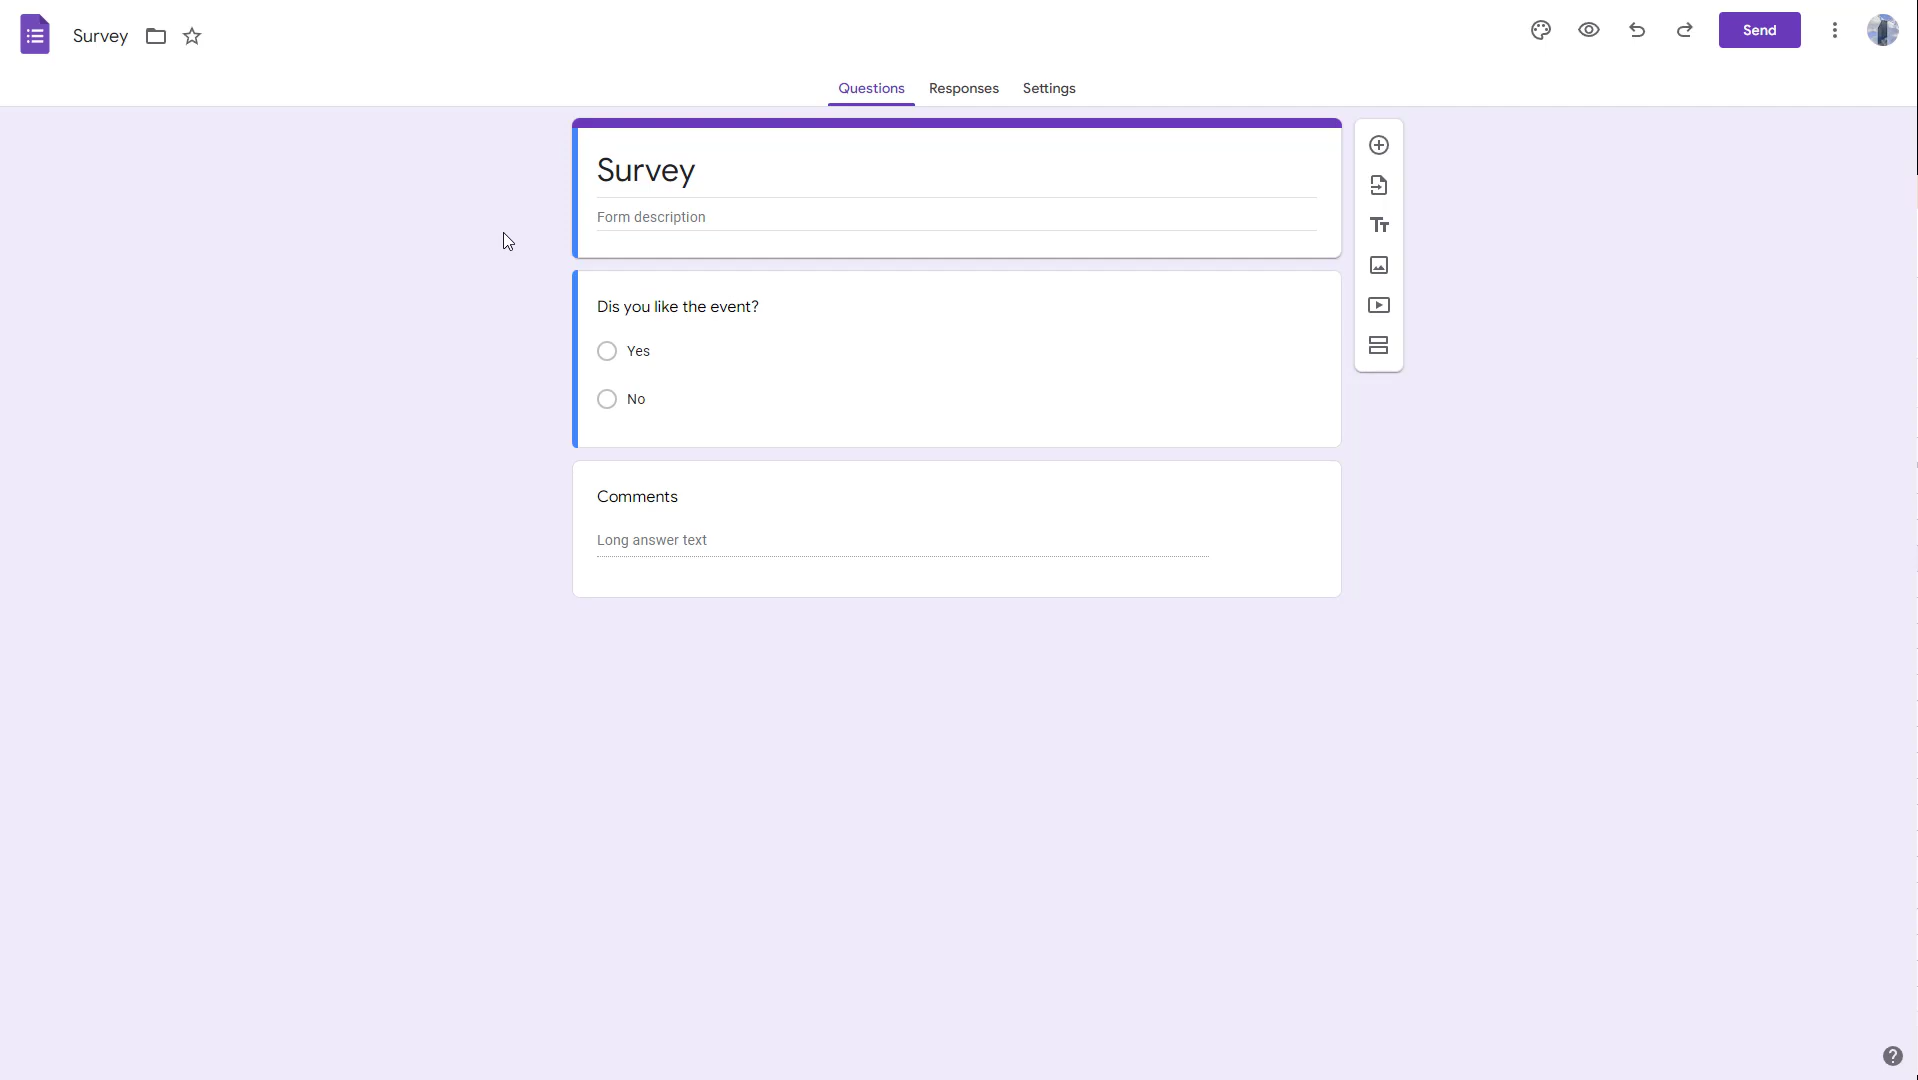 Survey
Send
Questions
Responses
Settings
Survey
Form description
Dis you like the event?
Yes
No
Comments
Long answer text